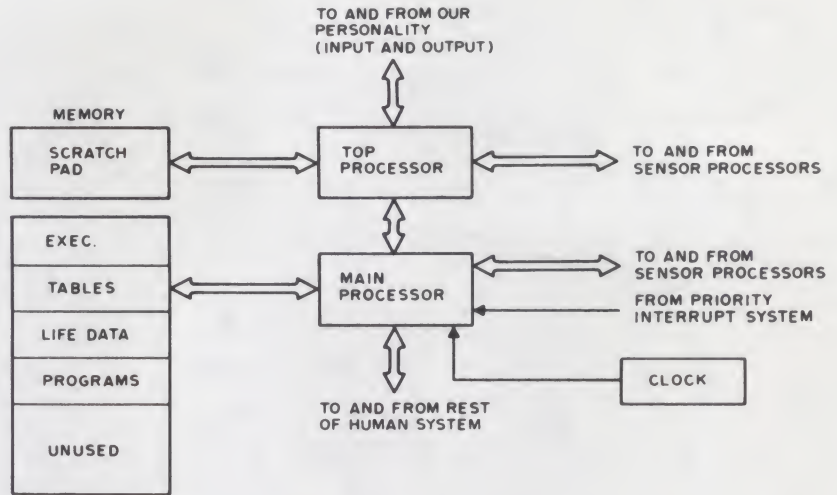 TO AND FROM OUR
PERSONALITY
(INPUT AND OUTPUT)
MEMORY
SCRATCH
PAD
TOP
PROCESSOR
TO AND FROM
SENSOR PROCESSORS
EXEC.
TABLES
LIFE DATA
PROGRAMS
UNUSED
MAIN
PROCESSOR
TO AND FROM
SENSOR PROCESSORS
FROM PRIORITY
INTERRUPT SYSTEM
CLOCK
TO AND FROM REST
OF HUMAN SYSTEM